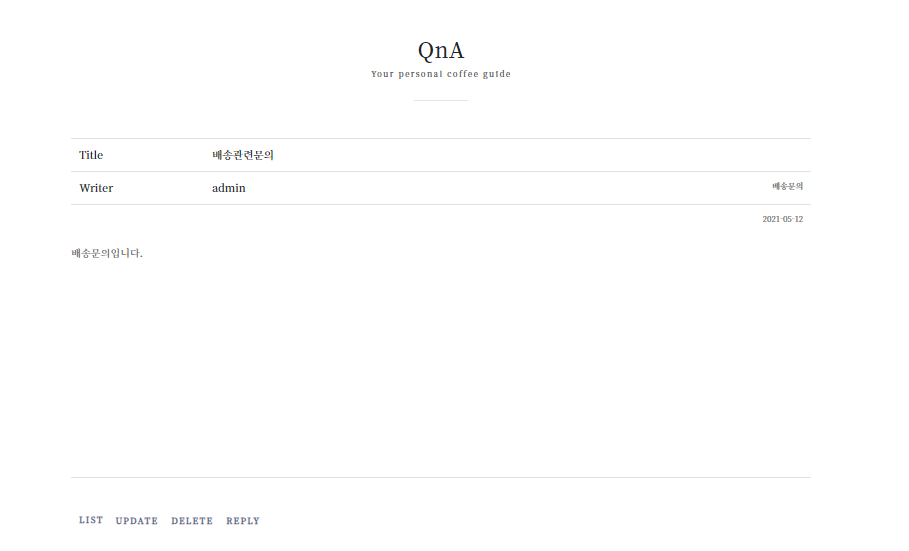 QnA
Your personal coffee guide
Title 배송관련문의
Writer admin 배송문의
2021-05-12
배송문의입니다.
LIST UPDATE DELETE REPLY